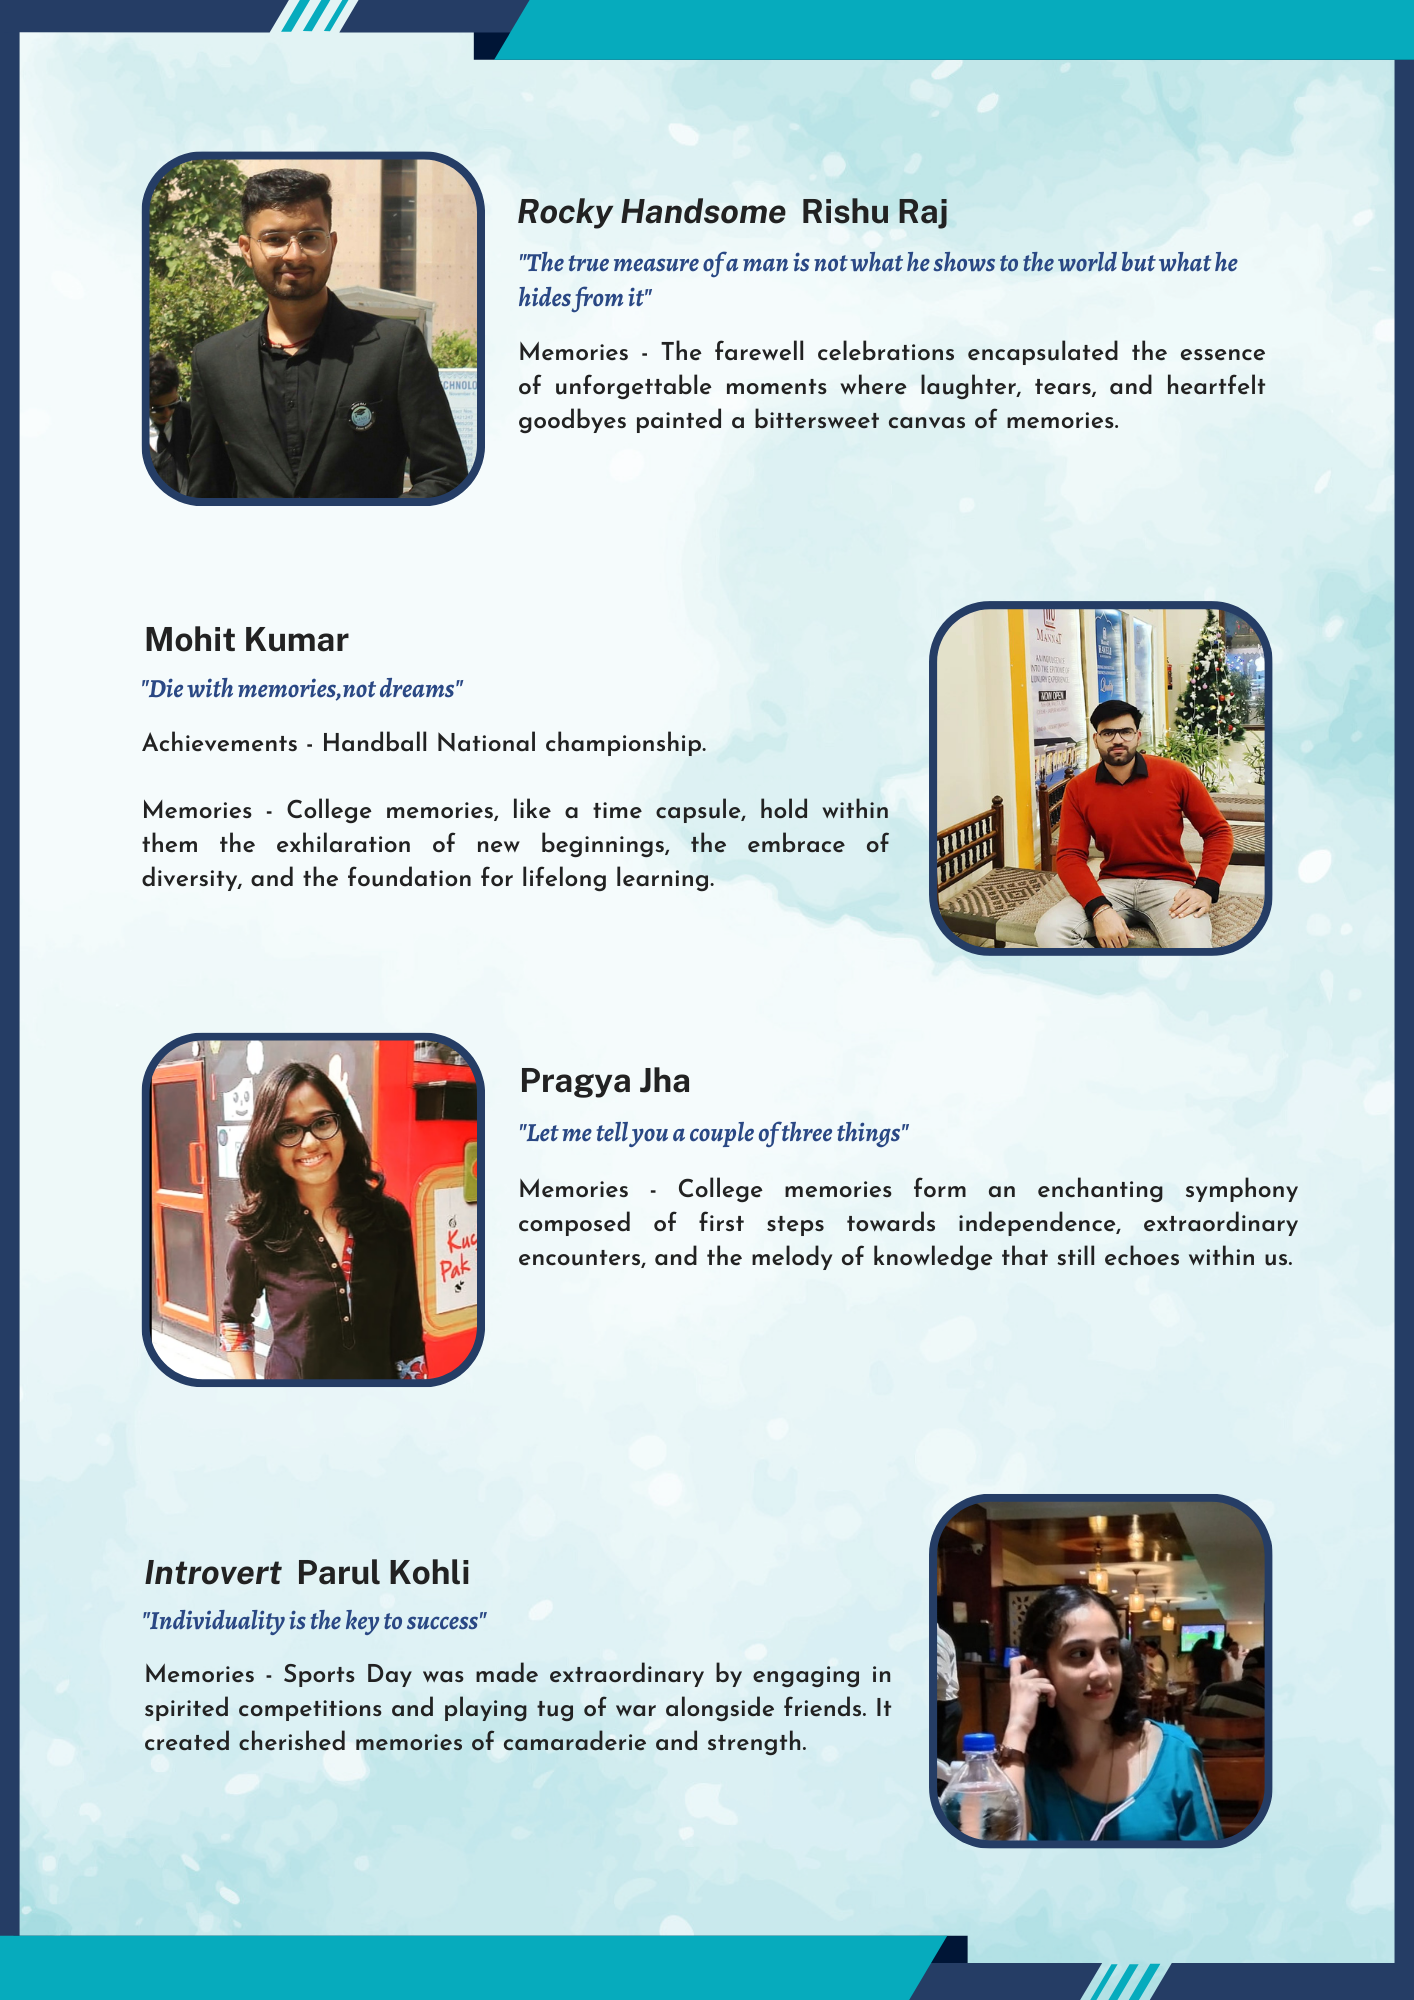 Rocky Handsome Rishu Raj
"The true measure of a man is not what he shows to the world but what he
hides from it"
Memories - The farewell celebrations encapsulated the essence
of unforgettable moments where laughter, tears, and heartfelt
goodbyes painted a bittersweet canvas of memories.
CHNOLO
Mohit Kumar
"Die with memories,not dreams"
Achievements - Handball National championship.
Memories - College memories, like a time capsule, hold within
them the exhilaration of new beginnings, the embrace of
diversity, and the foundation for lifelong learning.
MANNAT
NOW OPEN
Pragya Jha
"Let me tell you a couple of three things"
Memories - College memories form an enchanting symphony
composed of first steps towards independence, extraordinary
encounters, and the melody of knowledge that still echoes within us.
Kuc
Pak
Introvert Parul Kohli
"Individuality is the key to success"
Memories - Sports Day was made extraordinary by engaging in
spirited competitions and playing tug of war alongside friends. It
created cherished memories of camaraderie and strength.